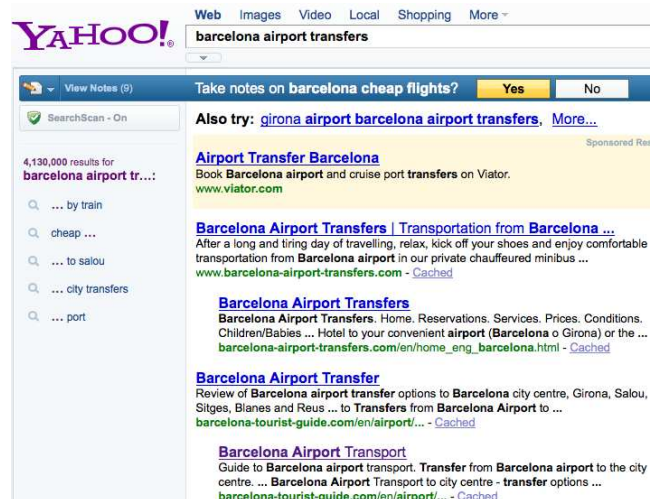 Web Images Video Local Shopping More
YAHOO!®
barcelona airport transfers
View Notes (9)
Take notes on barcelona cheap flights? Yes No
SearchScan - On
Also try: girona airport barcelona airport transfers, More...
Sponsored
4,130,000 results for
barcelona airport tr...:
... by train
cheap ...
... to salou
... city transfers
... port
Airport Transfer Barcelona
Book Barcelona airport and cruise port transfers on Viator.
www.viator.com
Barcelona Airport Transfers | Transportation from Barcelona ...
After a long and tiring day of travelling, relax, kick off your shoes and enjoy comfortable
transportation from Barcelona airport in our private chauffeured minibus ...
www.barcelona-airport-transfers.com - Cached
Barcelona Airport Transfers
Barcelona Airport Transfers. Home. Reservations. Services. Prices. Conditions.
Children/Babies ... Hotel to your convenient airport (Barcelona o Girona) or the ...
barcelona-airport-transfers.com/en/home_eng_barcelona.html - Cached
Barcelona Airport Transfer
Review of Barcelona airport transfer options to Barcelona city centre, Girona, Salou,
Sitges, Blanes and Reus ... to Transfers from Barcelona Airport to ...
barcelona-tourist-guide.com/en/airport/... - Cached
Barcelona Airport Transport
Guide to Barcelona airport transport. Transfer from Barcelona airport to the city
centre. ... Barcelona Airport Transport to city centre - transfer options ...
barcelona-tourist-guide.com/en/airport/... - Cached